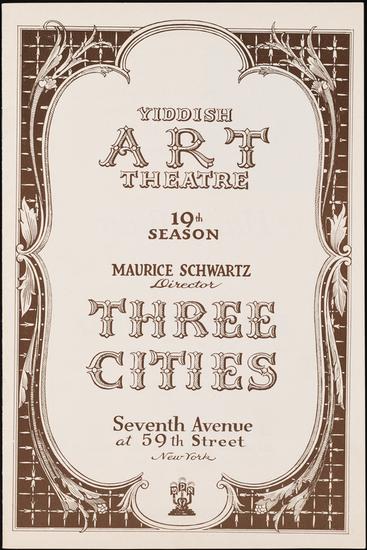 YIDDISH
ART
THEATRE
19th
SEASON
MAURICE SCHWARTZ
Director
THREE
CITIES
Seventh Avenue
at 59th Street
New York